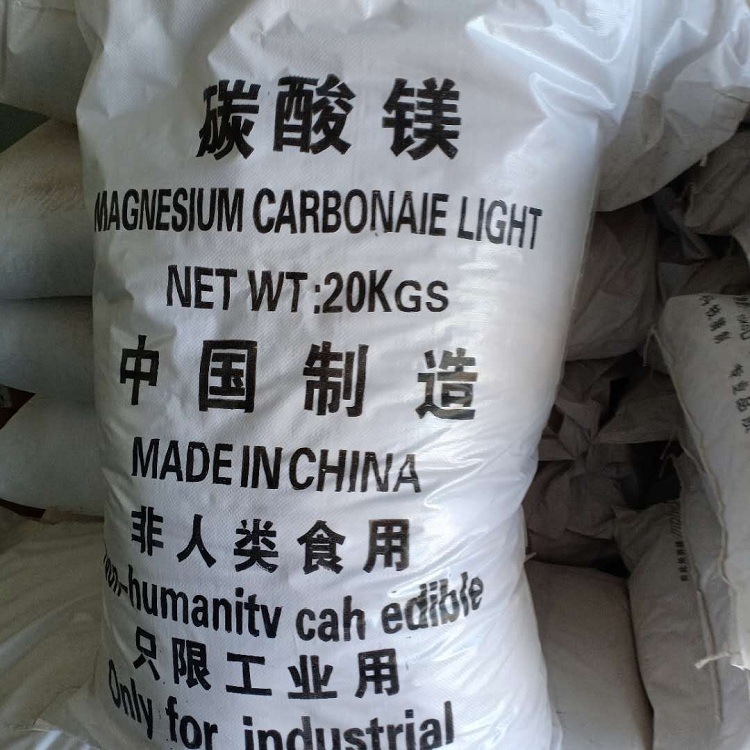 碳酸镁
MAGNESIUM CARBONAIE LIGHT
NET WT:20KGS
中国制造
MADE IN CHINA
非人类食用
non-humanitv cah edible
只限工业用
Only for industrial